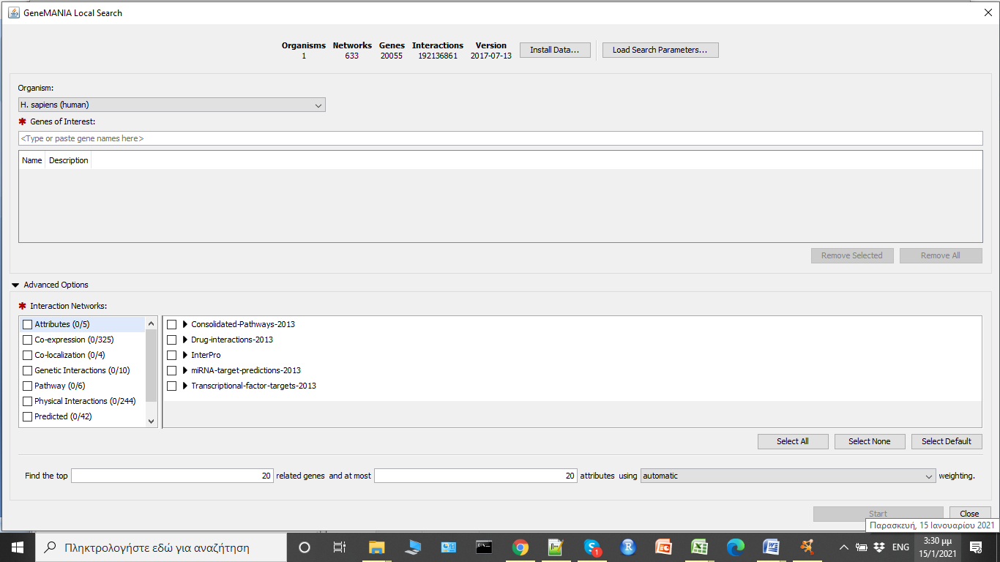 GeneMANIA Local Search
Organisms Networks Genes Interactions Version
1 633 20055 192136861 2017-07-13
Install Data...
Load Search Parameters...
Organism:
H. sapiens (human)
✱ Genes of Interest:
<Type or paste gene names here>
Name Description
Remove Selected Remove All
Advanced Options
✱ Interaction Networks:
Attributes (0/5)
Co-expression (0/325)
Co-localization (0/4)
Genetic Interactions (0/10)
Pathway (0/6)
Physical Interactions (0/244)
Predicted (0/42)
Consolidated-Pathways-2013
Drug-interactions-2013
InterPro
miRNA-target-predictions-2013
Transcriptional-factor-targets-2013
Select All Select None Select Default
Find the top 20 related genes and at most 20 attributes using automatic weighting.
Start Close
Παρασκευή, 15 Ιανουαρίου 2021
Πληκτρολογήστε εδώ για αναζήτηση
1
R
ENG
3:30 μμ
15/1/2021